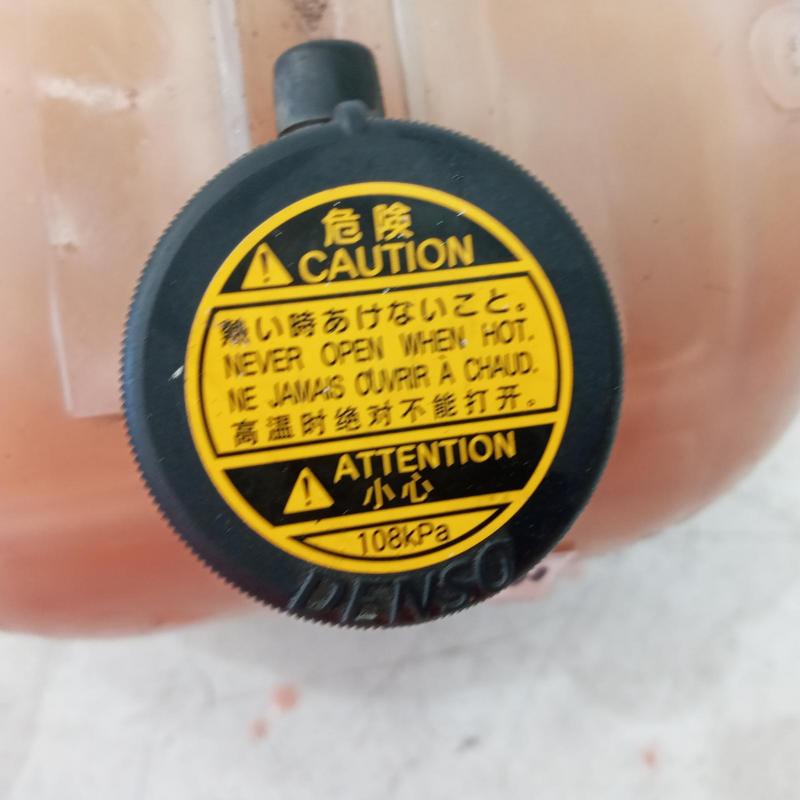 危険
CAUTION
熱い時あけないこと。
NEVER OPEN WHEN HOT.
NE JAMAIS OUVRIR À CHAUD.
高温时绝对不能打开。
ATTENTION
小心
108kPa
DENSO